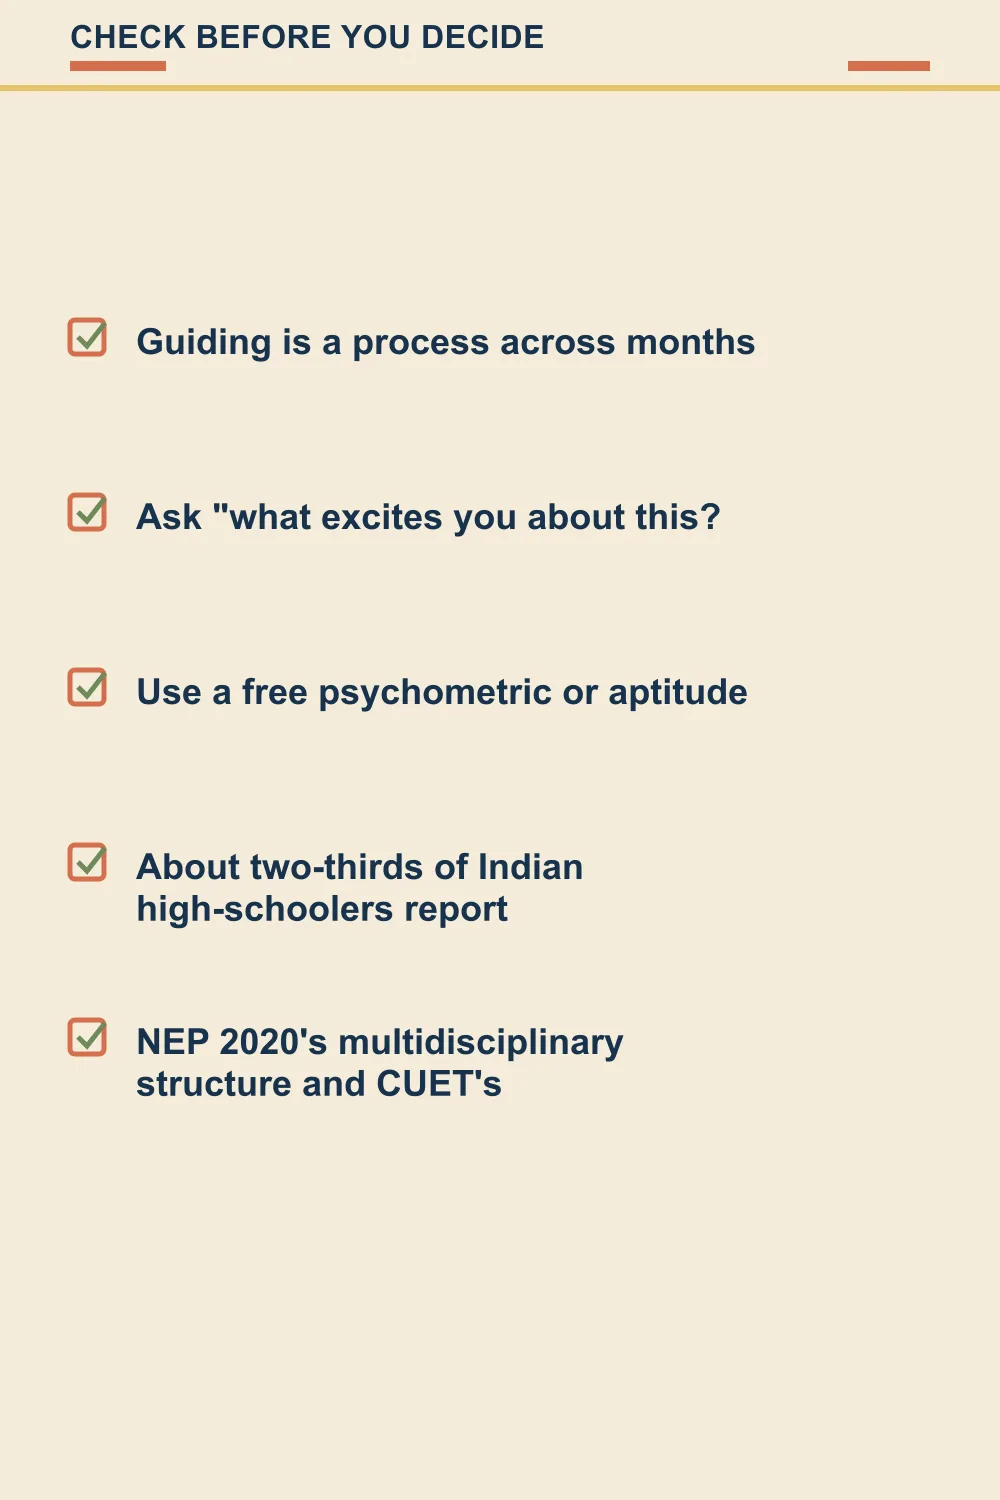 CHECK BEFORE YOU DECIDE
Guiding is a process across months
Ask "what excites you about this?
Use a free psychometric or aptitude
About two-thirds of Indian
high-schoolers report
NEP 2020's multidisciplinary
structure and CUET's